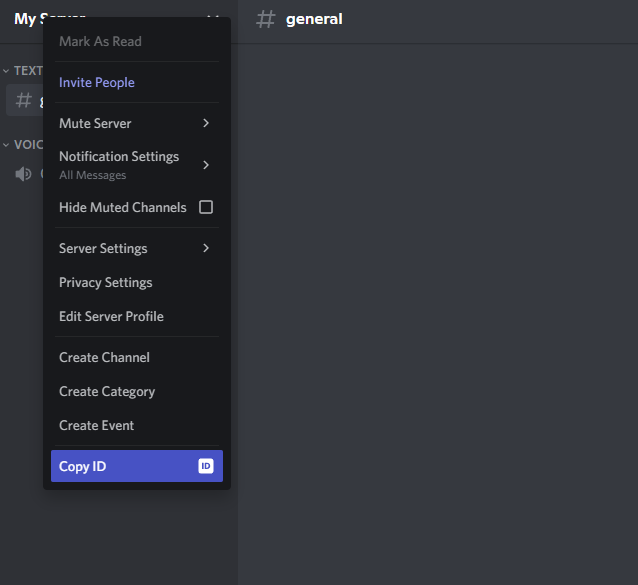 My Server
general
Mark As Read
TEXT
Invite People
Mute Server
VOIC
Notification Settings
All Messages
Hide Muted Channels
Server Settings
Privacy Settings
Edit Server Profile
Create Channel
Create Category
Create Event
Copy ID
ID